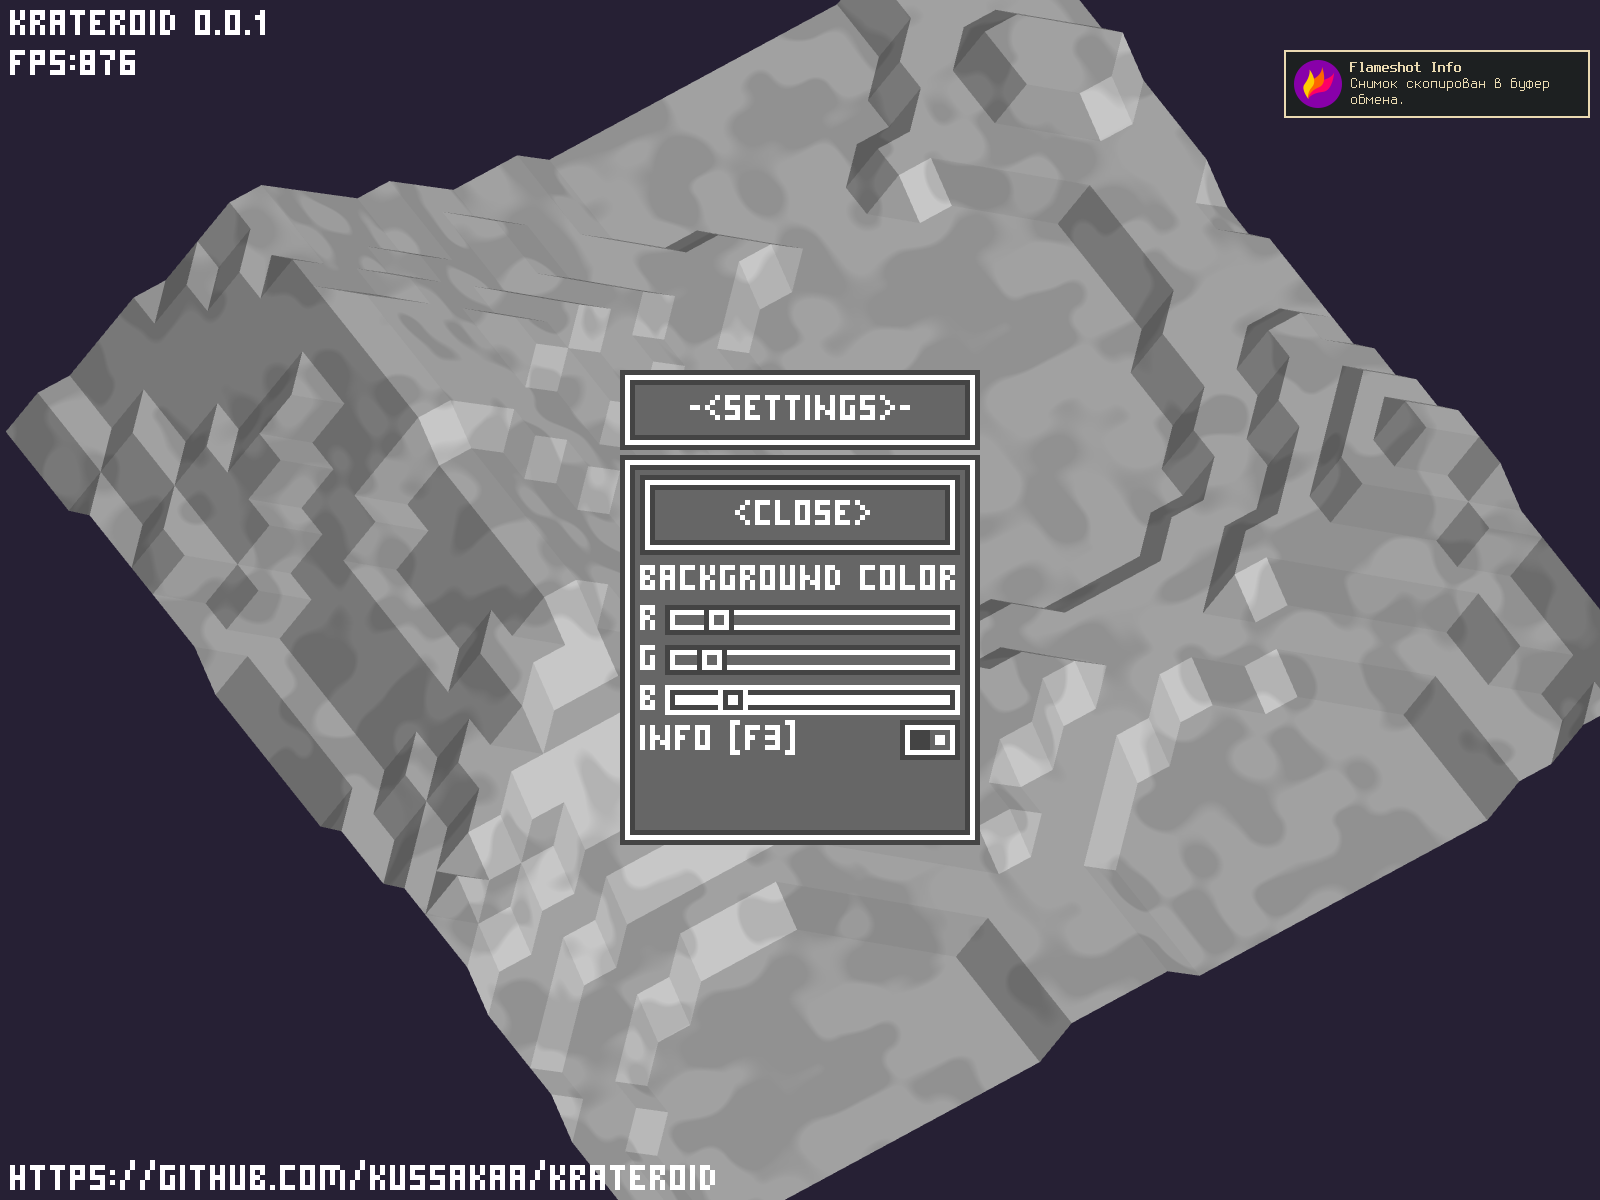 KRATEROID 0.0.1
FPS:876
Flameshot Info
Снимок скопирован в буфер
обмена.
-<SETTINGS>-
<CLOSE>
BACKGROUND COLOR
R
G
B
INFO [F3]
HTTPS://GITHUB.COM/KUSSAKAA/KRATEROID